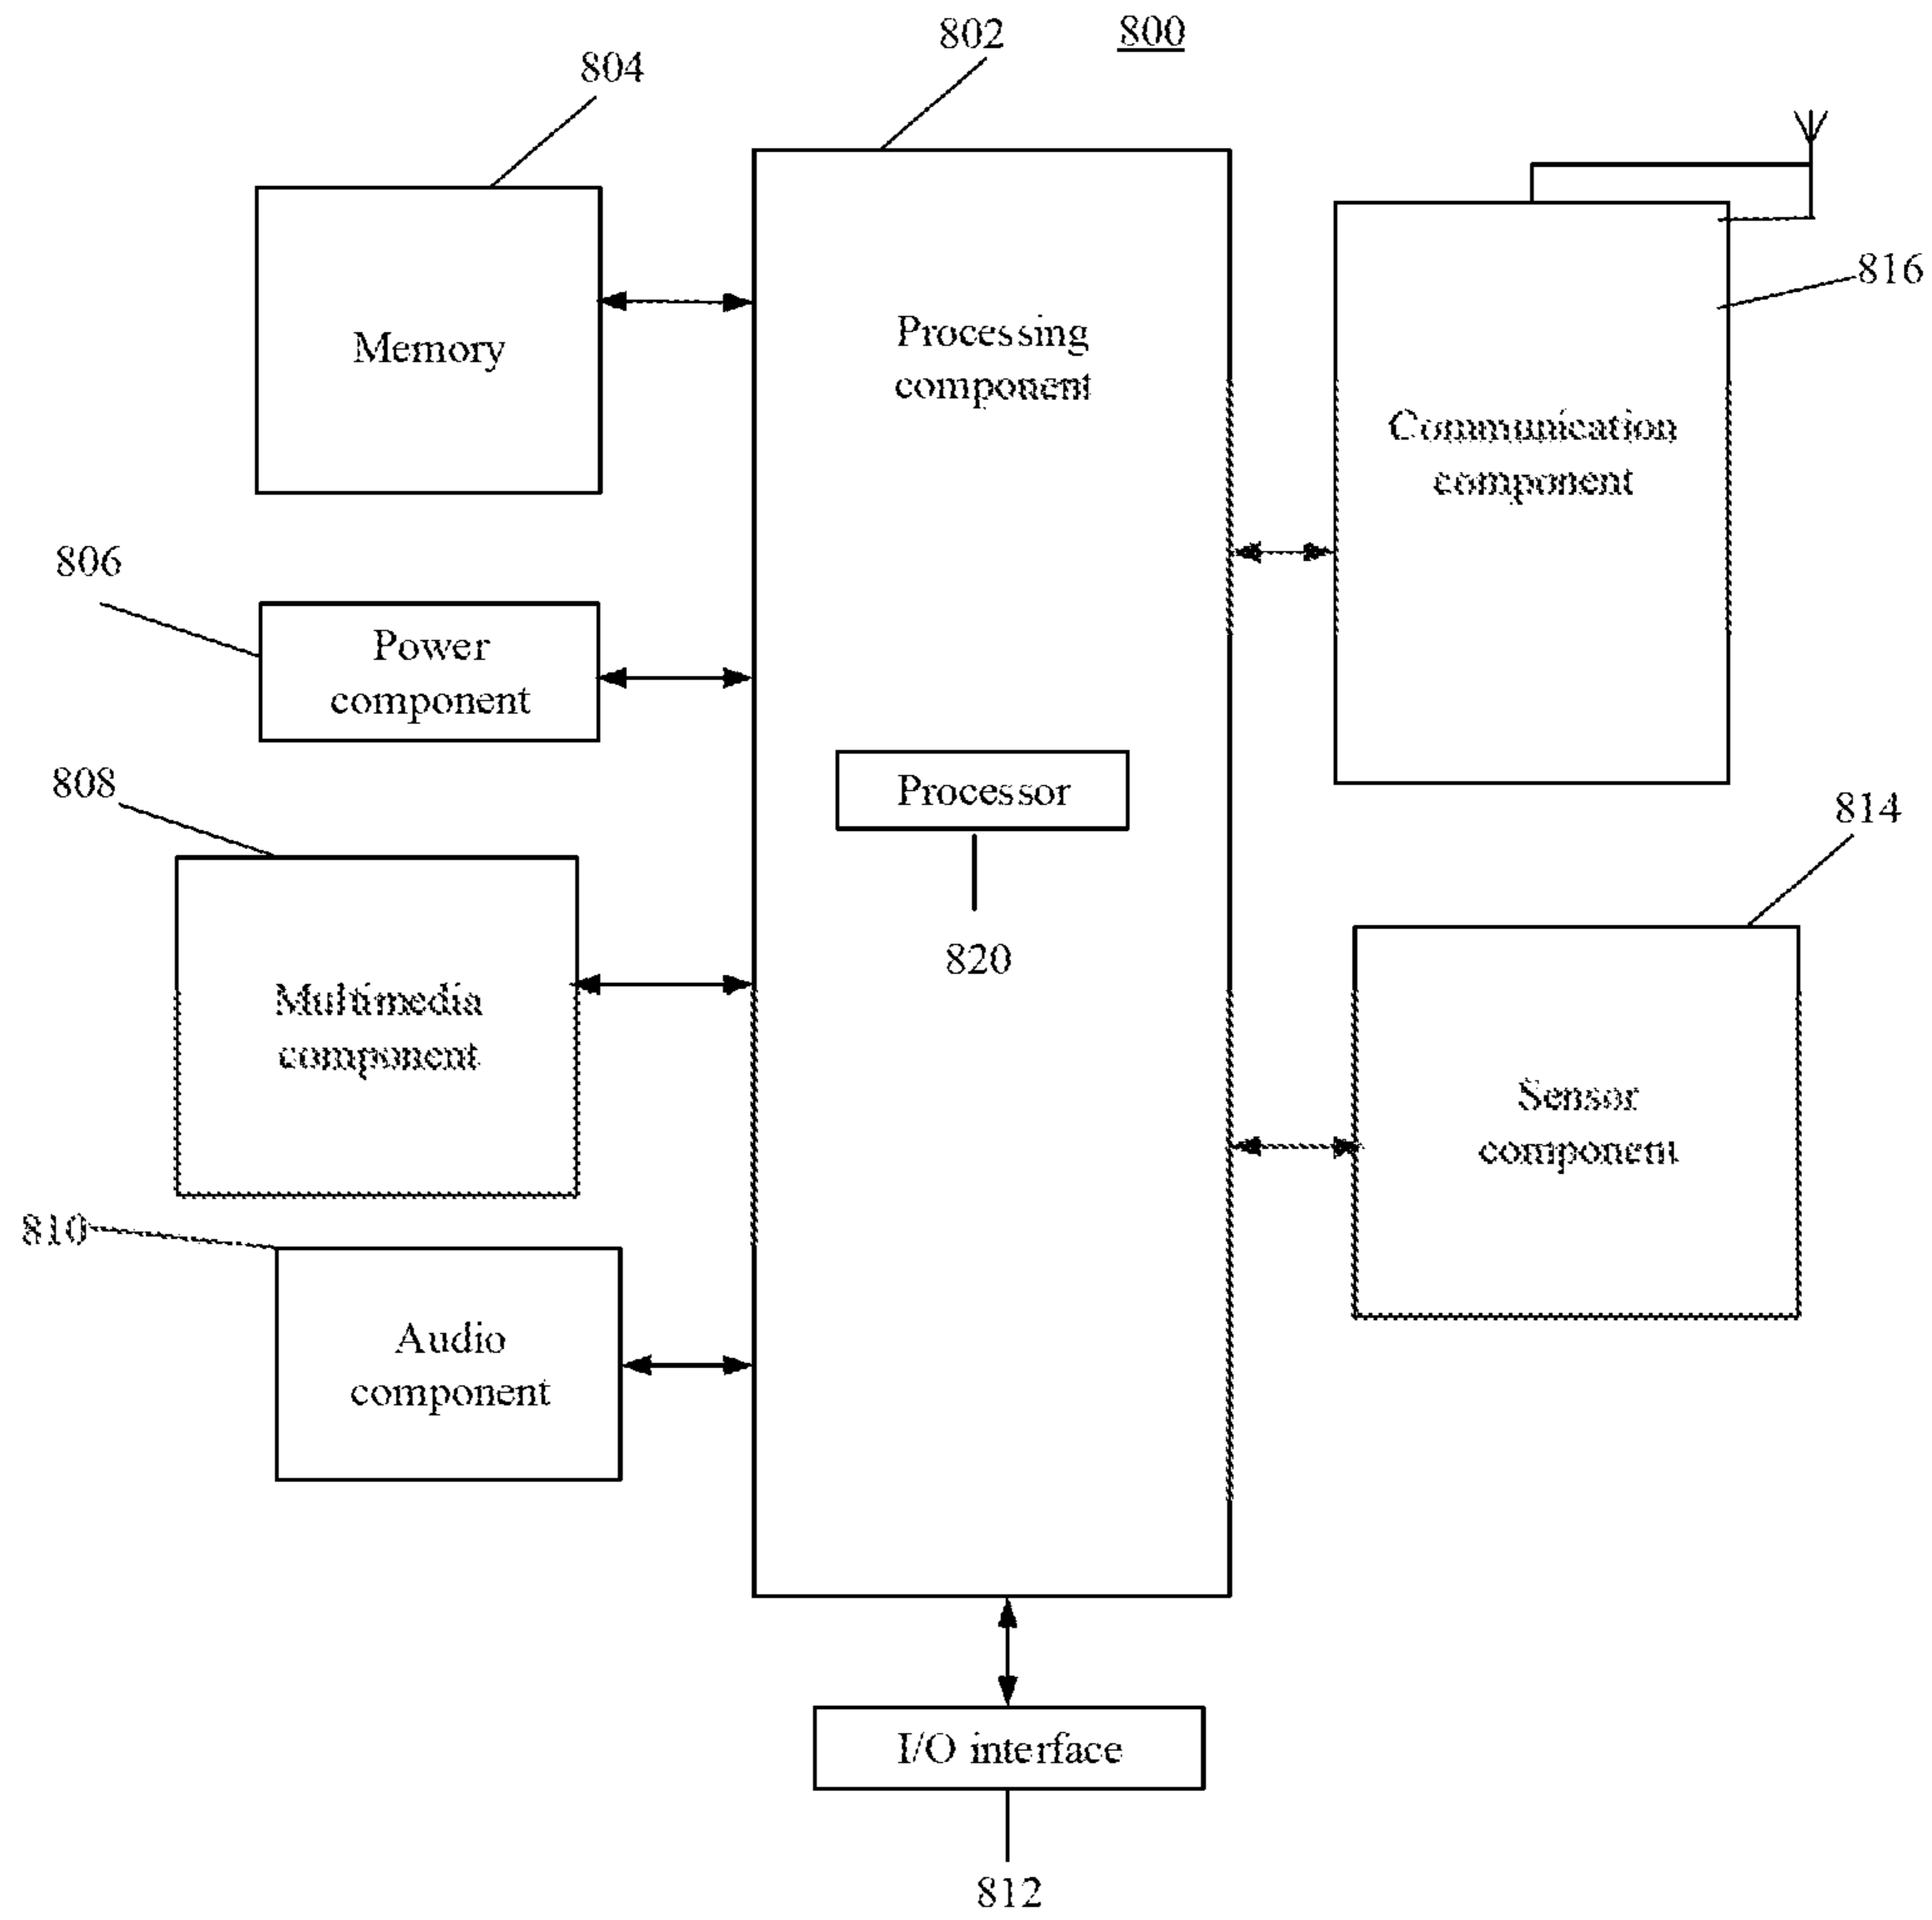 802
800
804
Memory
Processing
component
816
Communication
component
806
Power
component
808
Processor
814
820
Multimedia
component
Sensor
component
810
Audio
component
I/O interface
812